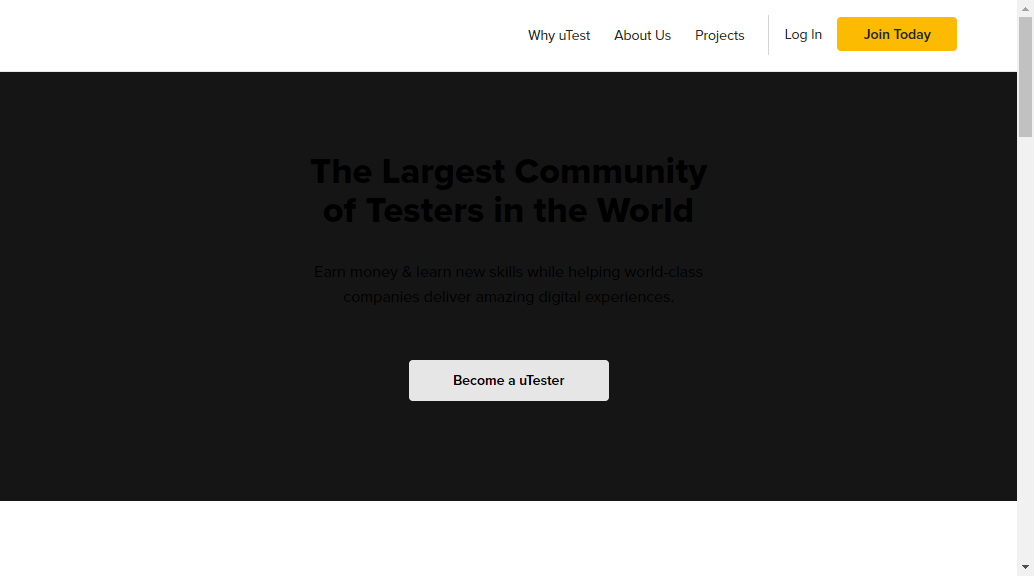 Why uTest About Us Projects Log In Join Today
The Largest Community
of Testers in the World
Earn money & learn new skills while helping world-class
companies deliver amazing digital experiences.
Become a uTester